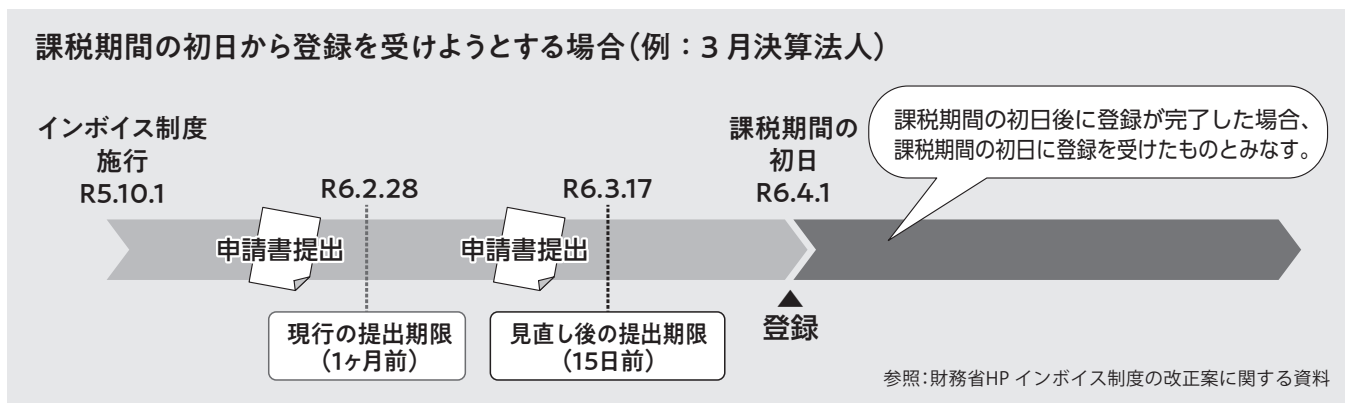 課税期間の初日から登録を受けようとする場合(例：3月決算法人)
インボイス制度
施行
R5.10.1
R6.2.28
R6.3.17
課税期間の
初日
R6.4.1
課税期間の初日後に登録が完了した場合、
課税期間の初日に登録を受けたものとみなす。
申請書提出
申請書提出
現行の提出期限
(1ヶ月前)
見直し後の提出期限
(15日前)
▲
登録
参照：財務省HP インボイス制度の改正案に関する資料